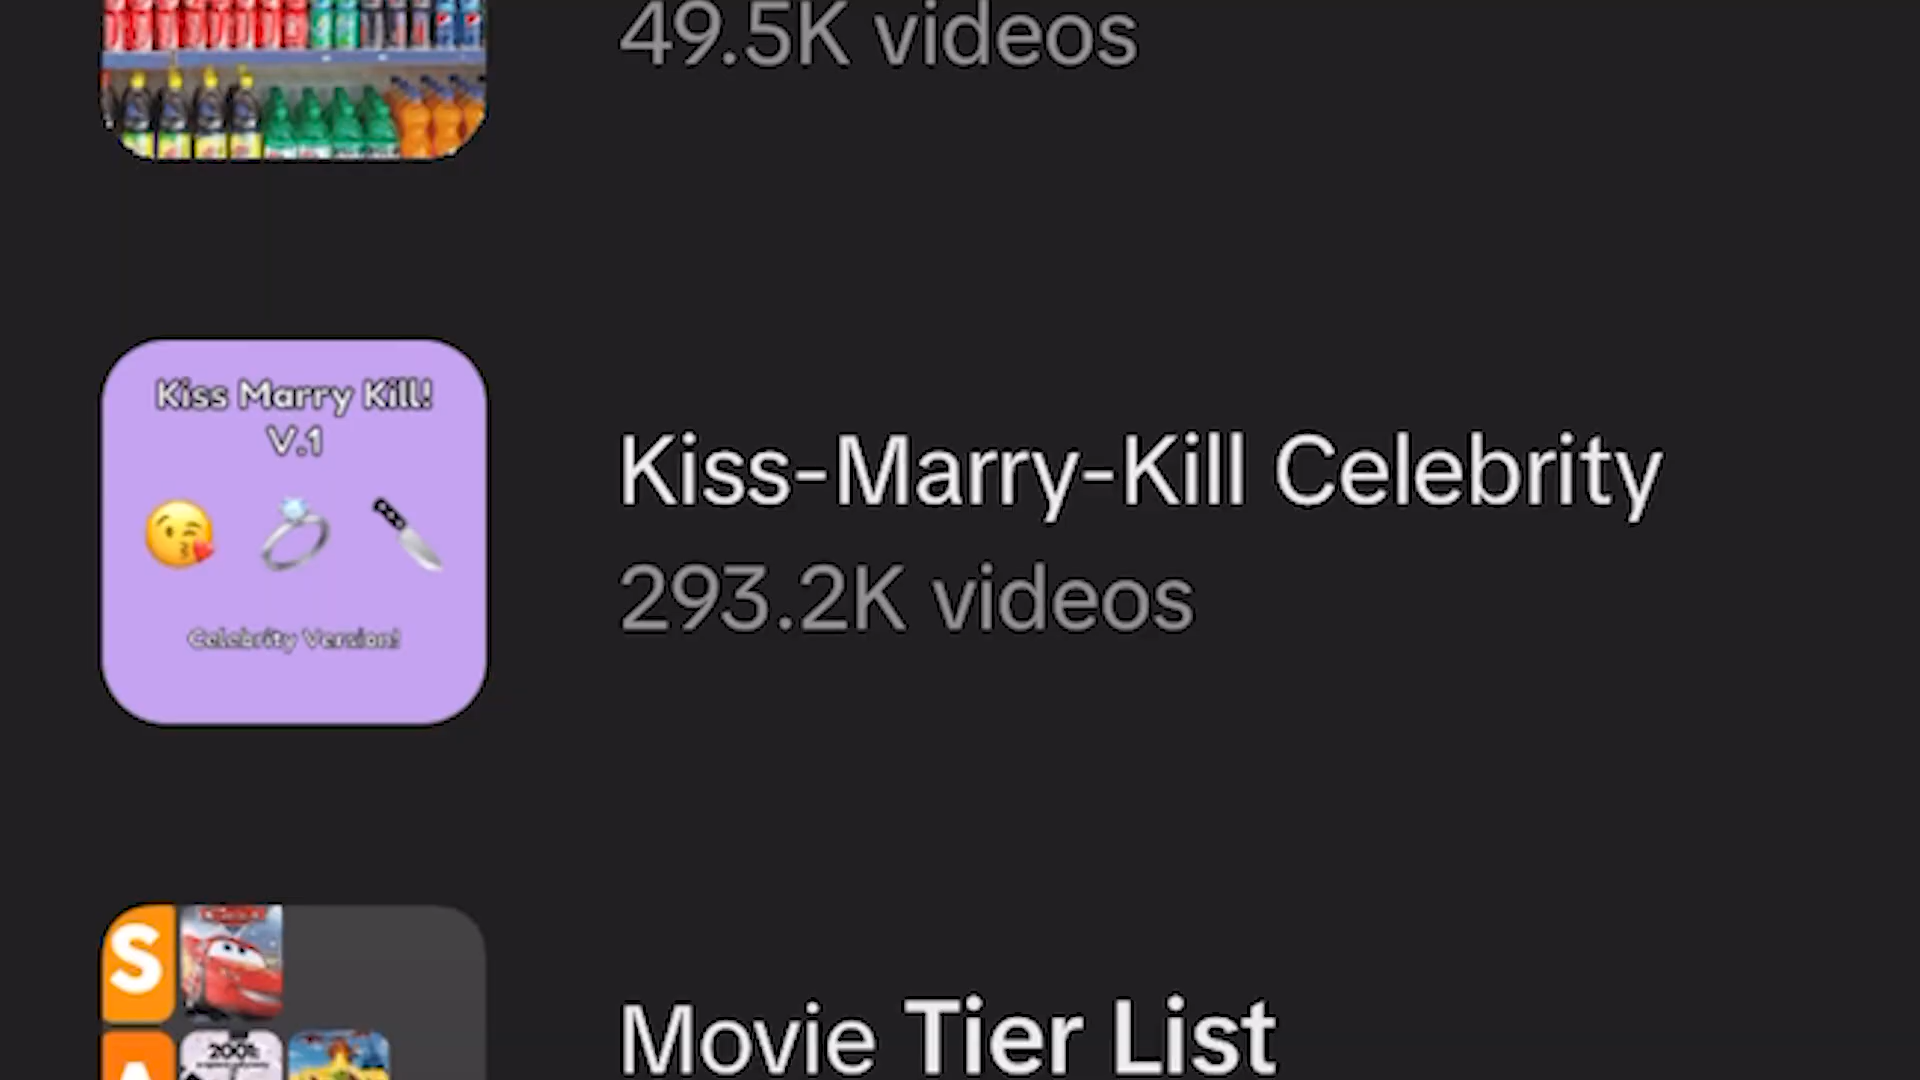 49.5K videos
Kiss Marry Kill!
V.1
Celebrity Version!
Kiss-Marry-Kill Celebrity
293.2K videos
S
A
2001:
Movie Tier List